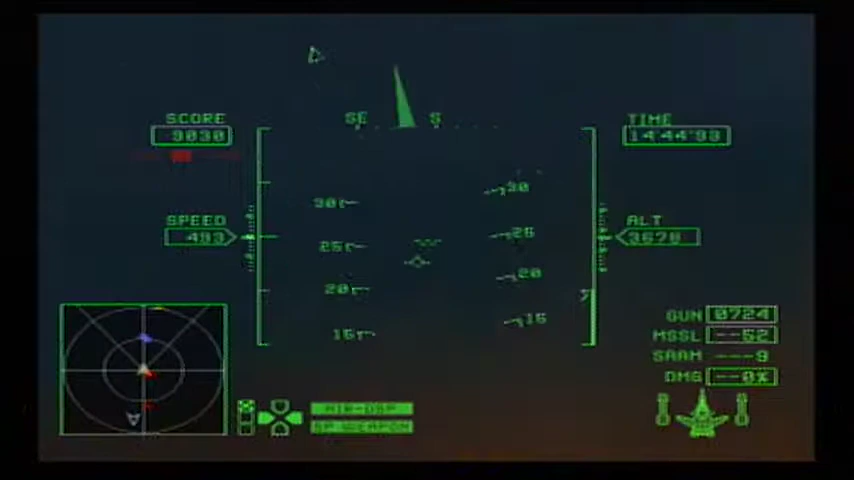 SCORE
9030
TIME
14'44"93
SE S
30 30
SPEED
493
ALT
3678
25 25
20 20
15 15
GUN 0724
MSSL --52
SAAM ---9
DMG --0%
AIR-DSP
SP WEAPON